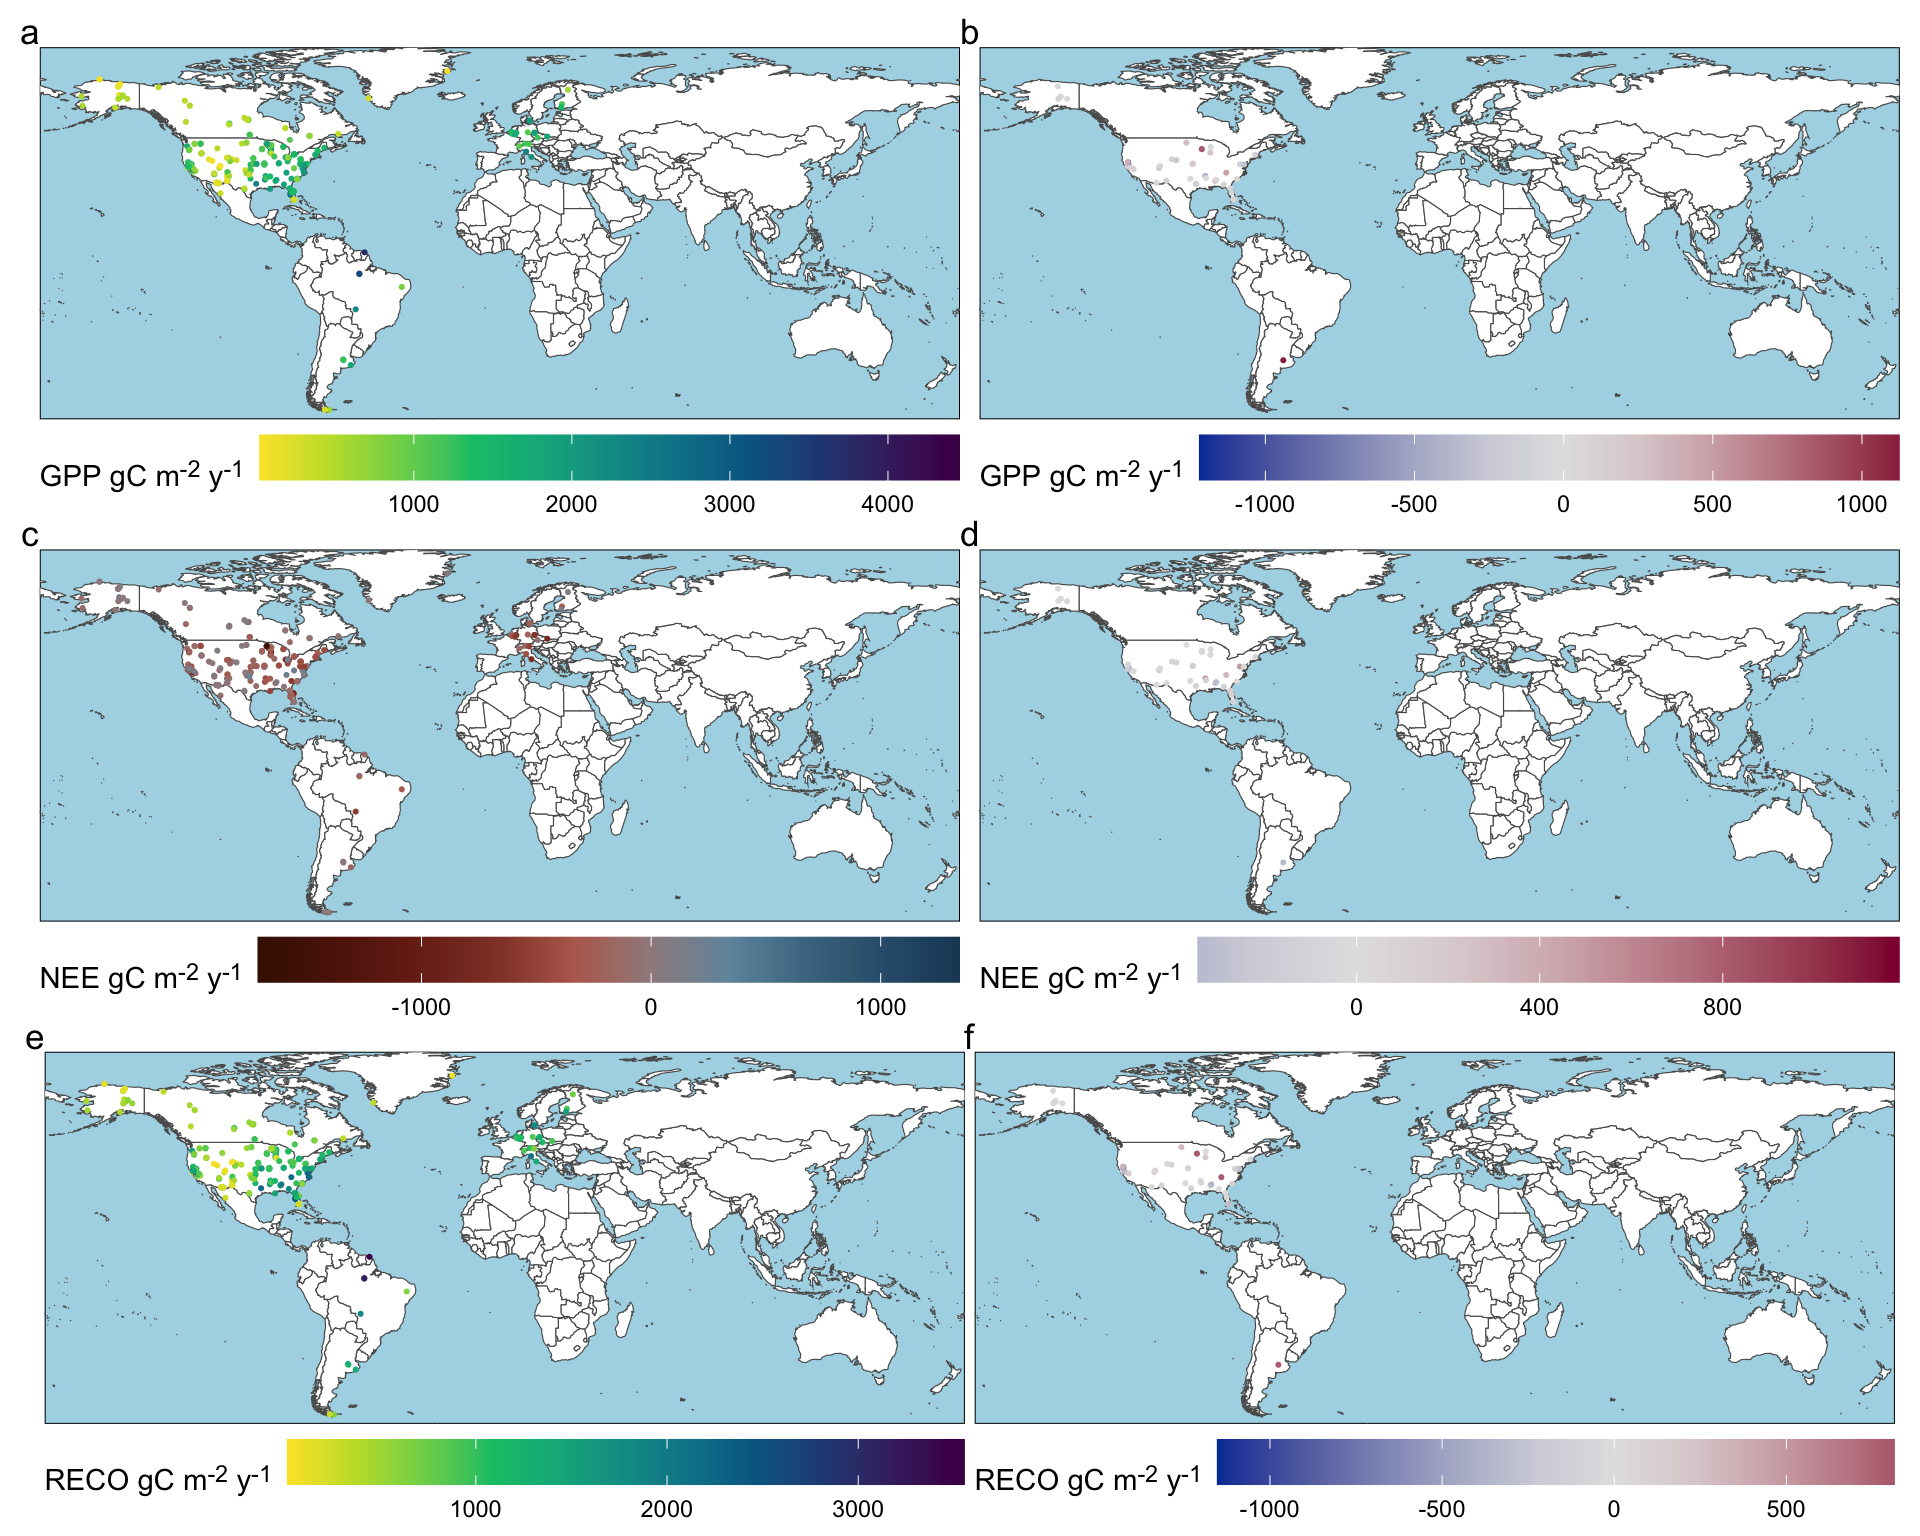 a
b
GPP gC m-2 y-1
1000 2000 3000 4000
GPP gC m-2 y-1
-1000 -500 0 500 1000
c
d
NEE gC m-2 y-1
-1000 0 1000
NEE gC m-2 y-1
0 400 800
e
f
RECO gC m-2 y-1
1000 2000 3000
RECO gC m-2 y-1
-1000 -500 0 500